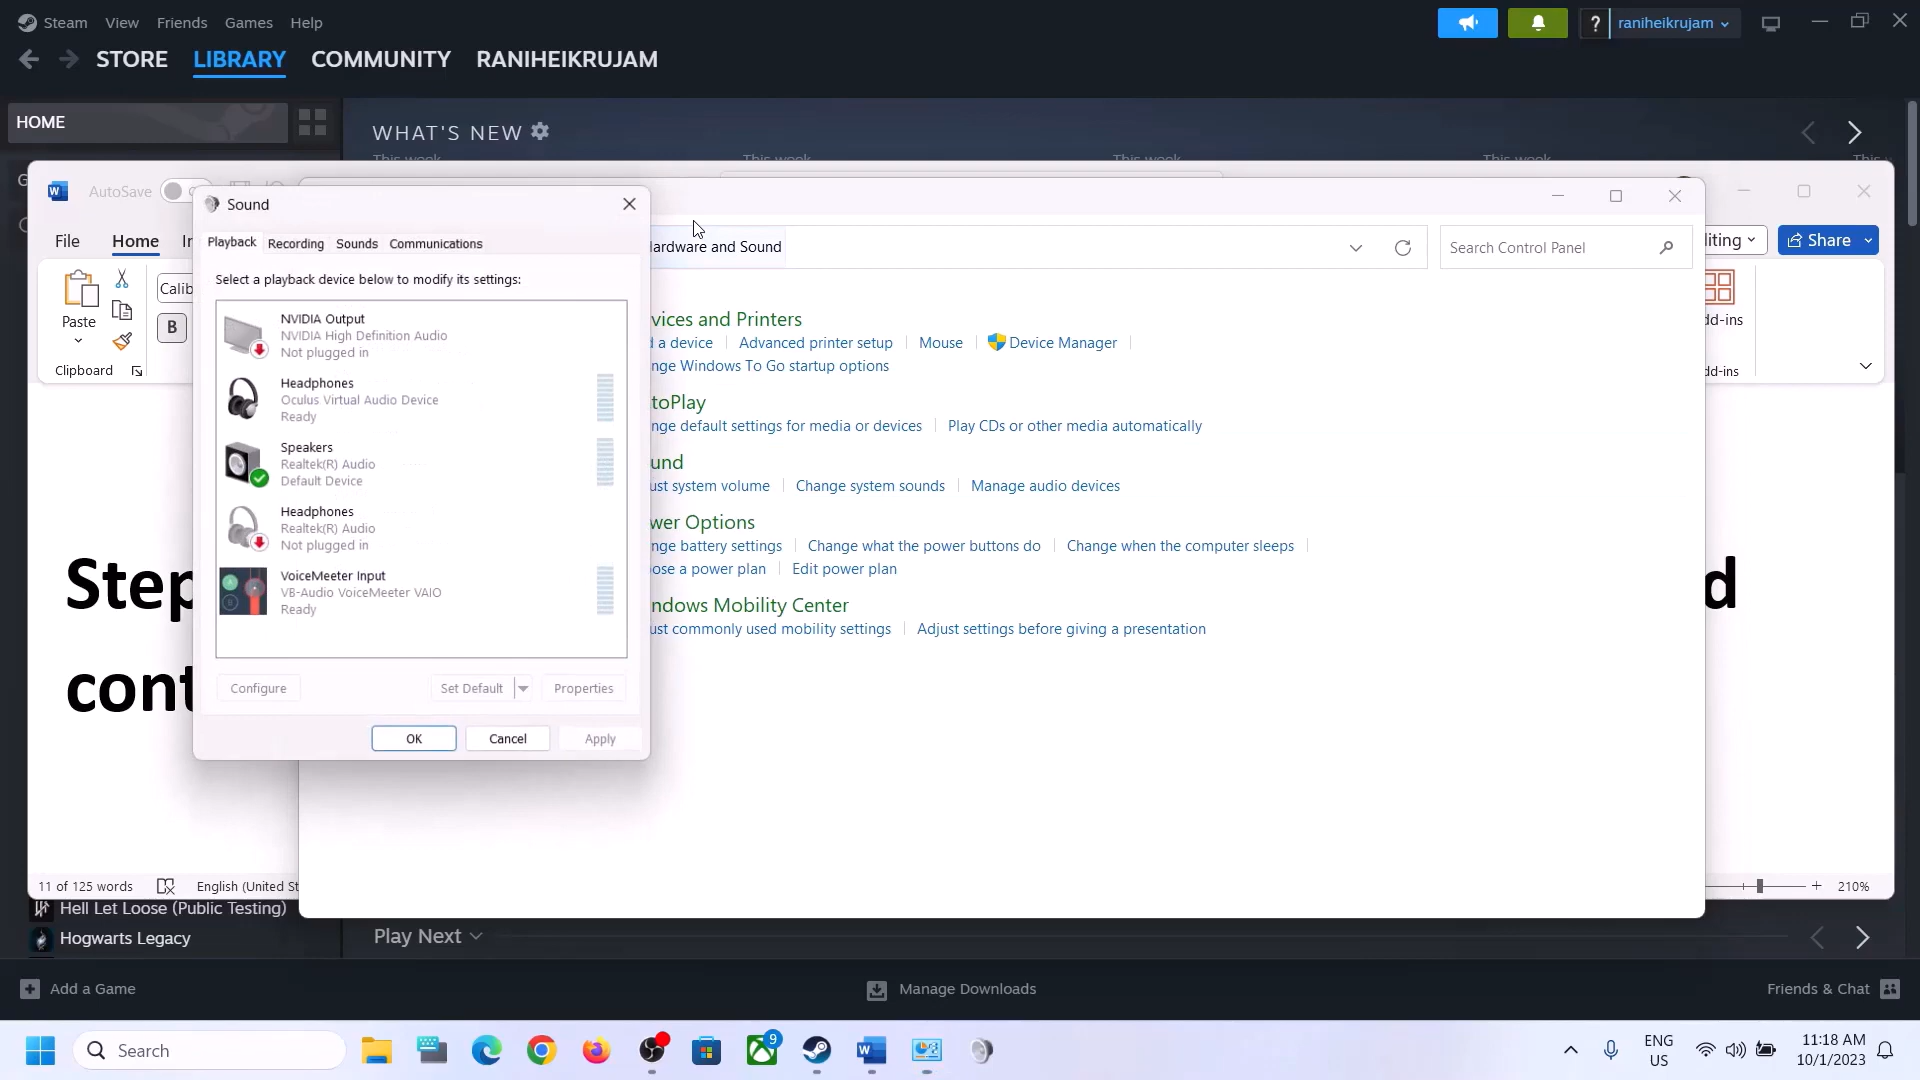 Steam View Friends Games Help
raniheikrujam
STORE LIBRARY COMMUNITY RANIHEIKRUJAM
HOME
WHAT'S NEW
This week This week This week This week
AutoSave
Sound
File Home
Playback Recording Sounds Communications
Hardware and Sound
Search Control Panel
Share
Select a playback device below to modify its settings:
Paste
B
Clipboard
NVIDIA Output
NVIDIA High Definition Audio
Not plugged in
Headphones
Oculus Virtual Audio Device
Ready
Speakers
Realtek(R) Audio
Default Device
Headphones
Realtek(R) Audio
Not plugged in
VoiceMeeter Input
VB-Audio VoiceMeeter VAIO
Ready
Configure Set Default Properties
OK Cancel Apply
vices and Printers
d a device Advanced printer setup Mouse Device Manager
nge Windows To Go startup options
toPlay
nge default settings for media or devices Play CDs or other media automatically
und
ust system volume Change system sounds Manage audio devices
wer Options
nge battery settings Change what the power buttons do Change when the computer sleeps
ose a power plan Edit power plan
ndows Mobility Center
ust commonly used mobility settings Adjust settings before giving a presentation
Step d
cont
11 of 125 words English (United St 210%
Hell Let Loose (Public Testing)
Hogwarts Legacy
Play Next
Add a Game Manage Downloads Friends & Chat
Search
9
ENG
US
11:18 AM
10/1/2023